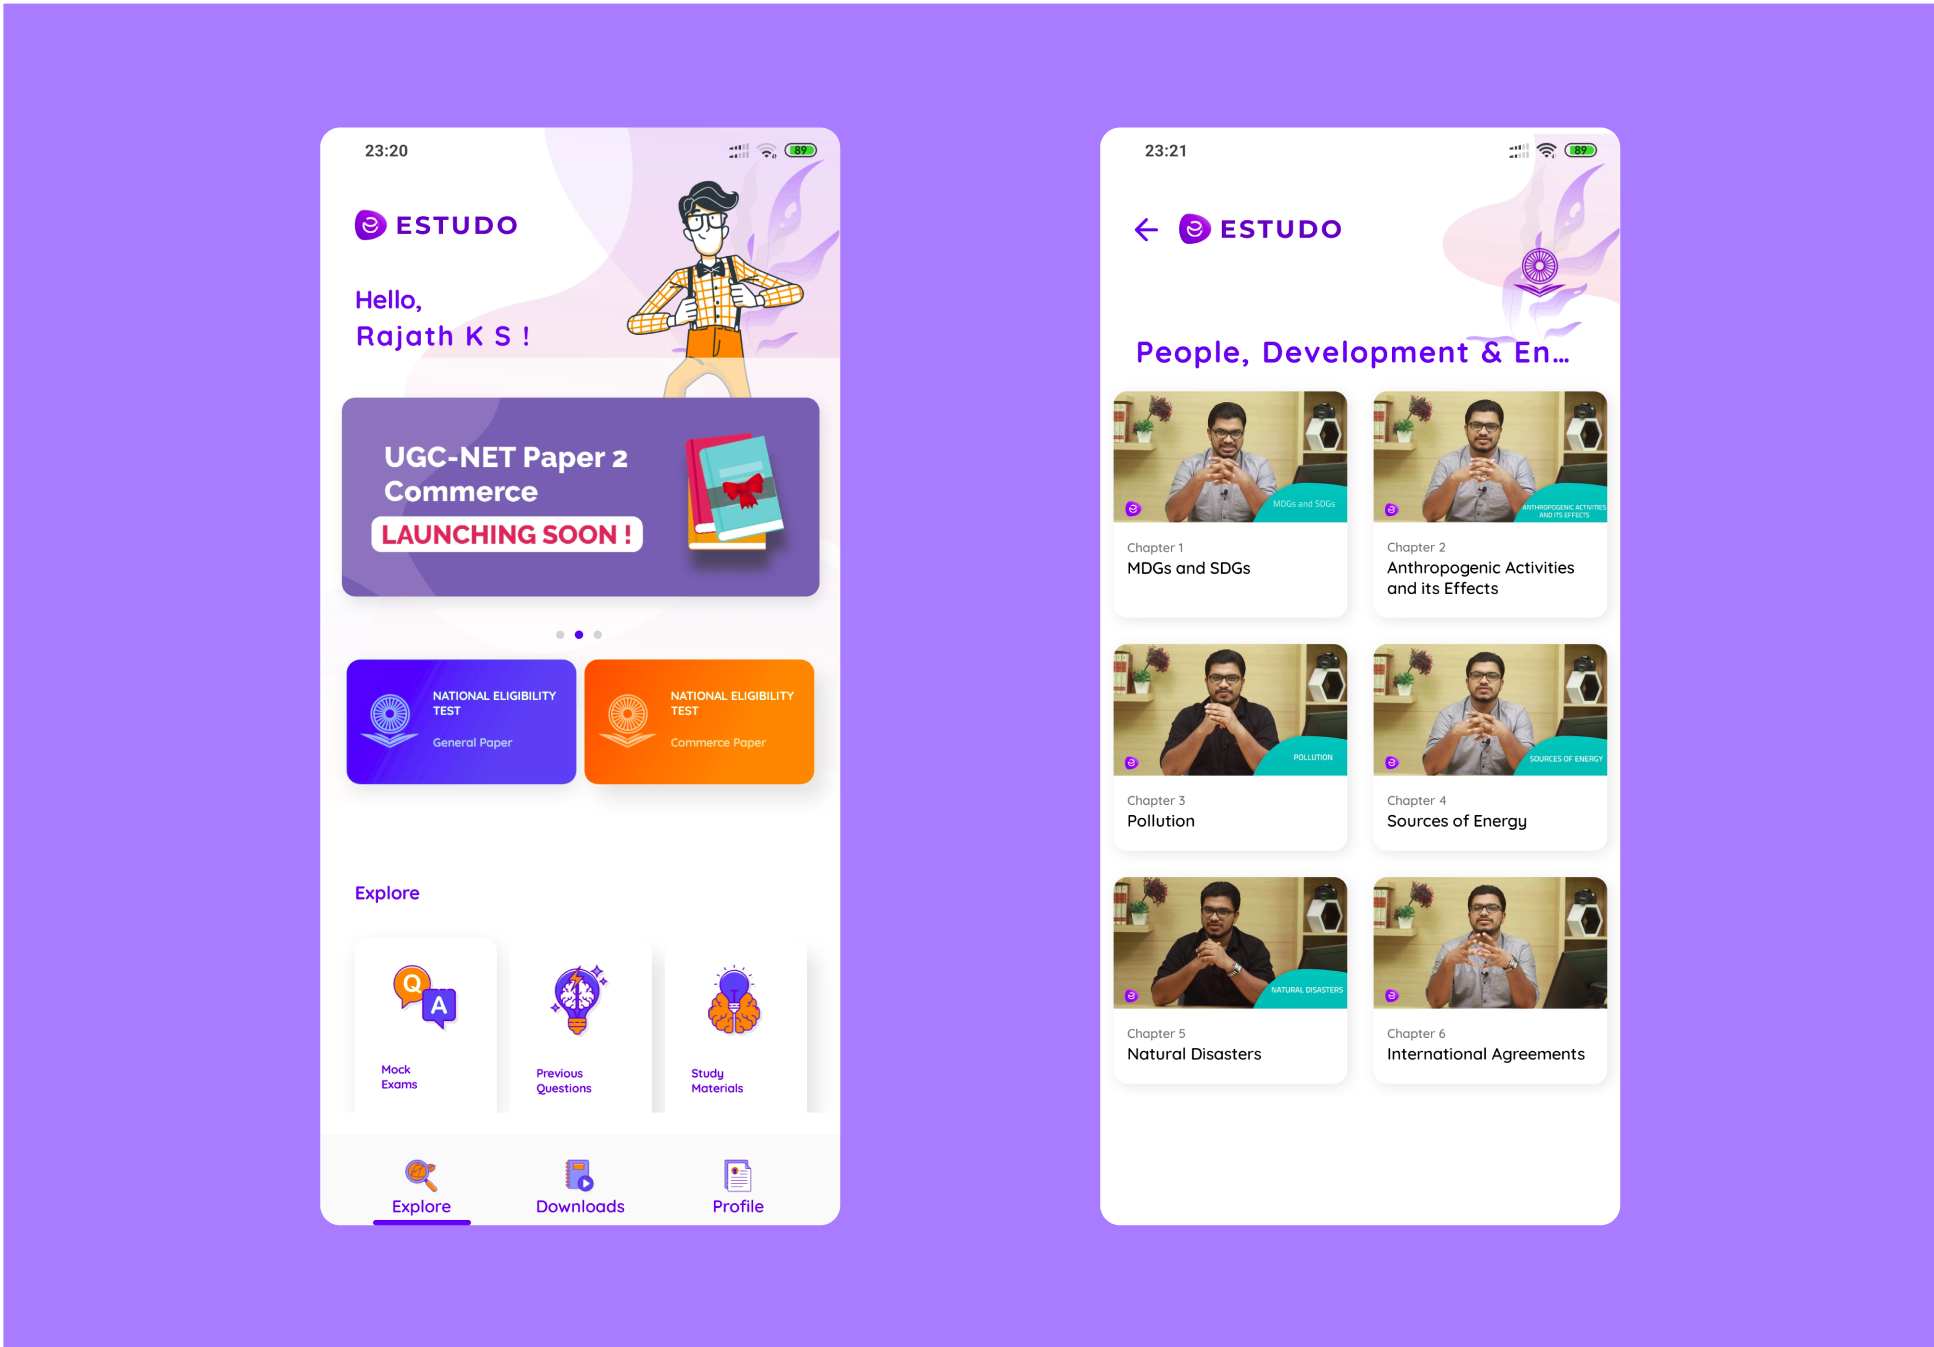 23:20
89
ESTUDO
Hello,
Rajath K S !
UGC-NET Paper 2
Commerce
LAUNCHING SOON !
NATIONAL ELIGIBILITY
TEST
General Paper
NATIONAL ELIGIBILITY
TEST
Commerce Paper
Explore
Q
A
Mock
Exams
Previous
Questions
Study
Materials
Explore
Downloads
Profile
23:21
89
ESTUDO
People, Development & En...
MDGs and SDGs
Chapter 1
MDGs and SDGs
ANTHROPOGENIC ACTIVITIES
AND ITS EFFECTS
Chapter 2
Anthropogenic Activities
and its Effects
POLLUTION
Chapter 3
Pollution
SOURCES OF ENERGY
Chapter 4
Sources of Energy
NATURAL DISASTERS
Chapter 5
Natural Disasters
Chapter 6
International Agreements